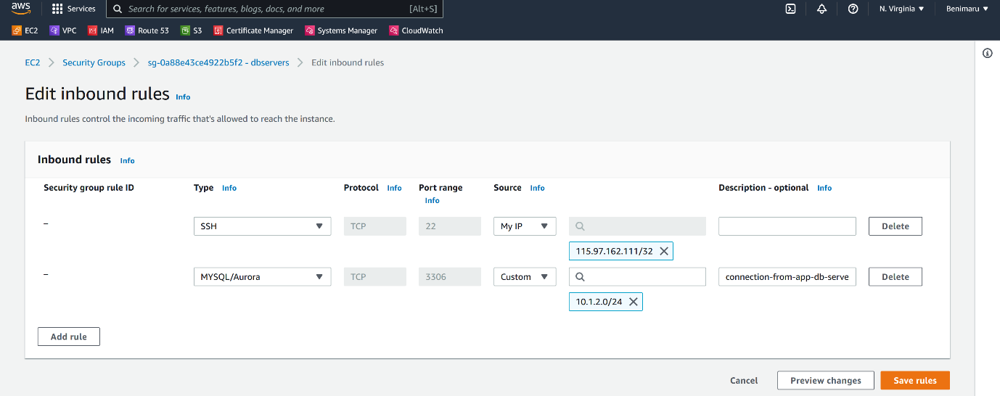 aws Services Search for services, features, blogs, docs, and more [Alt+S] N. Virginia Benimaru
EC2 VPC IAM Route 53 S3 Certificate Manager Systems Manager CloudWatch
EC2 Security Groups sg-0a88e43ce4922b5f2 - dbservers Edit inbound rules
Edit inbound rules Info
Inbound rules control the incoming traffic that's allowed to reach the instance.
Inbound rules Info
Security group rule ID Type Info Protocol Info Port range Source Info Description - optional Info
Info
– SSH TCP 22 My IP Delete
115.97.162.111/32
– MYSQL/Aurora TCP 3306 Custom connection-from-app-db-serve Delete
10.1.2.0/24
Add rule
Cancel Preview changes Save rules